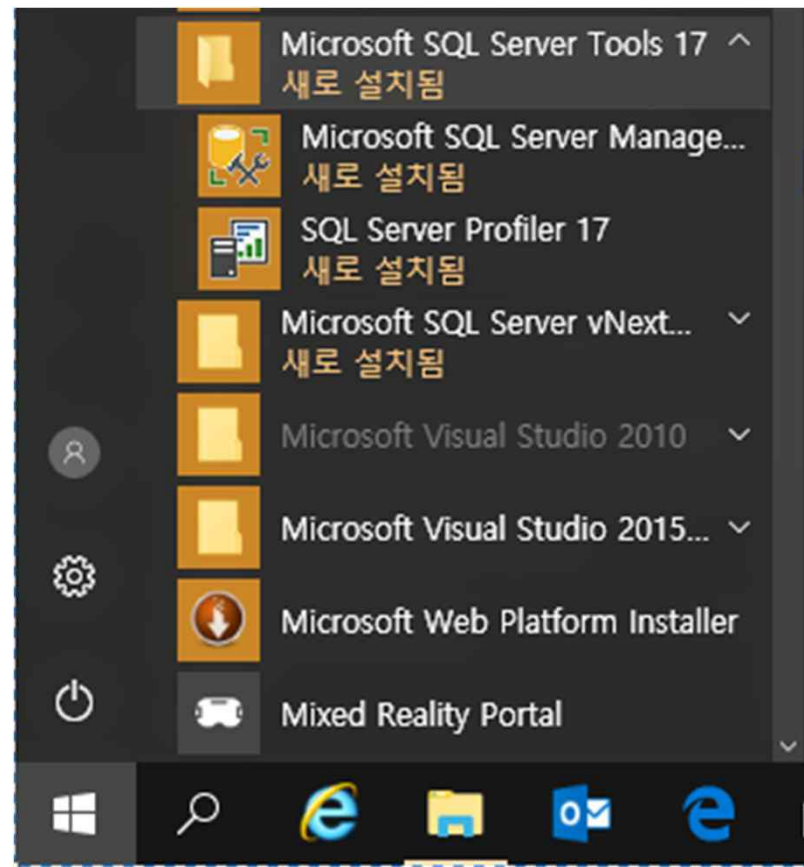 Microsoft SQL Server Tools 17
새로 설치됨
Microsoft SQL Server Manage...
새로 설치됨
SQL Server Profiler 17
새로 설치됨
Microsoft SQL Server vNext...
새로 설치됨
Microsoft Visual Studio 2010
Microsoft Visual Studio 2015...
Microsoft Web Platform Installer
Mixed Reality Portal